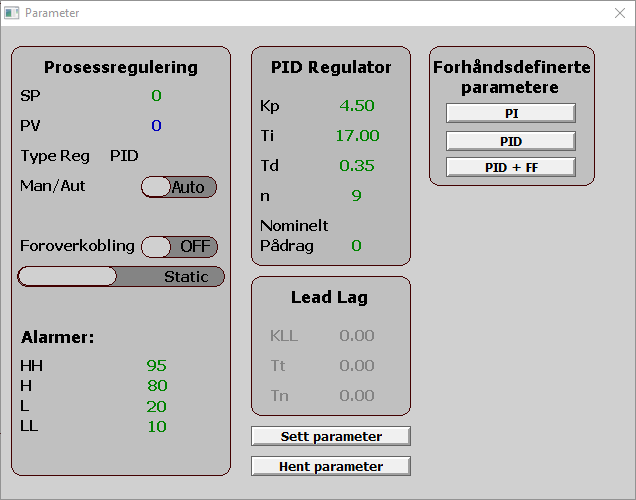 Parameter
Prosessregulering
SP 0
PV 0
Type Reg PID
Man/Aut Auto
Foroverkobling OFF
Static
Alarmer:
HH 95
H 80
L 20
LL 10
PID Regulator
Kp 4.50
Ti 17.00
Td 0.35
n 9
Nominelt
Pådrag 0
Lead Lag
KLL 0.00
Tt 0.00
Tn 0.00
Sett parameter
Hent parameter
Forhåndsdefinerte
parametere
PI
PID
PID + FF